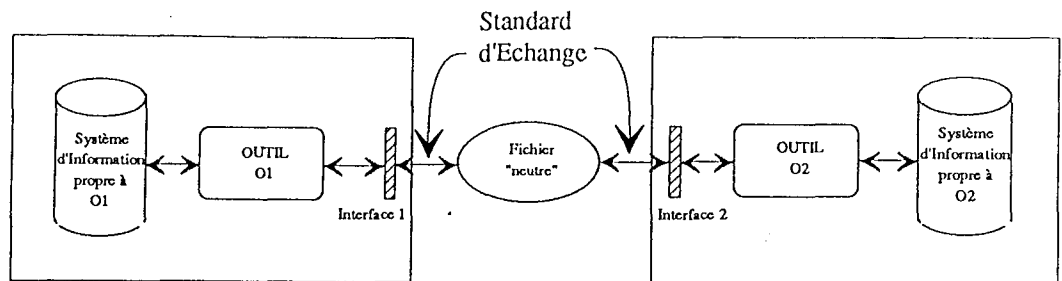 Standard
d'Echange
Système
d'Information
propre à
O1
OUTIL
O1
Interface 1
Fichier
"neutre"
Interface 2
OUTIL
O2
Système
d'Information
propre à
O2